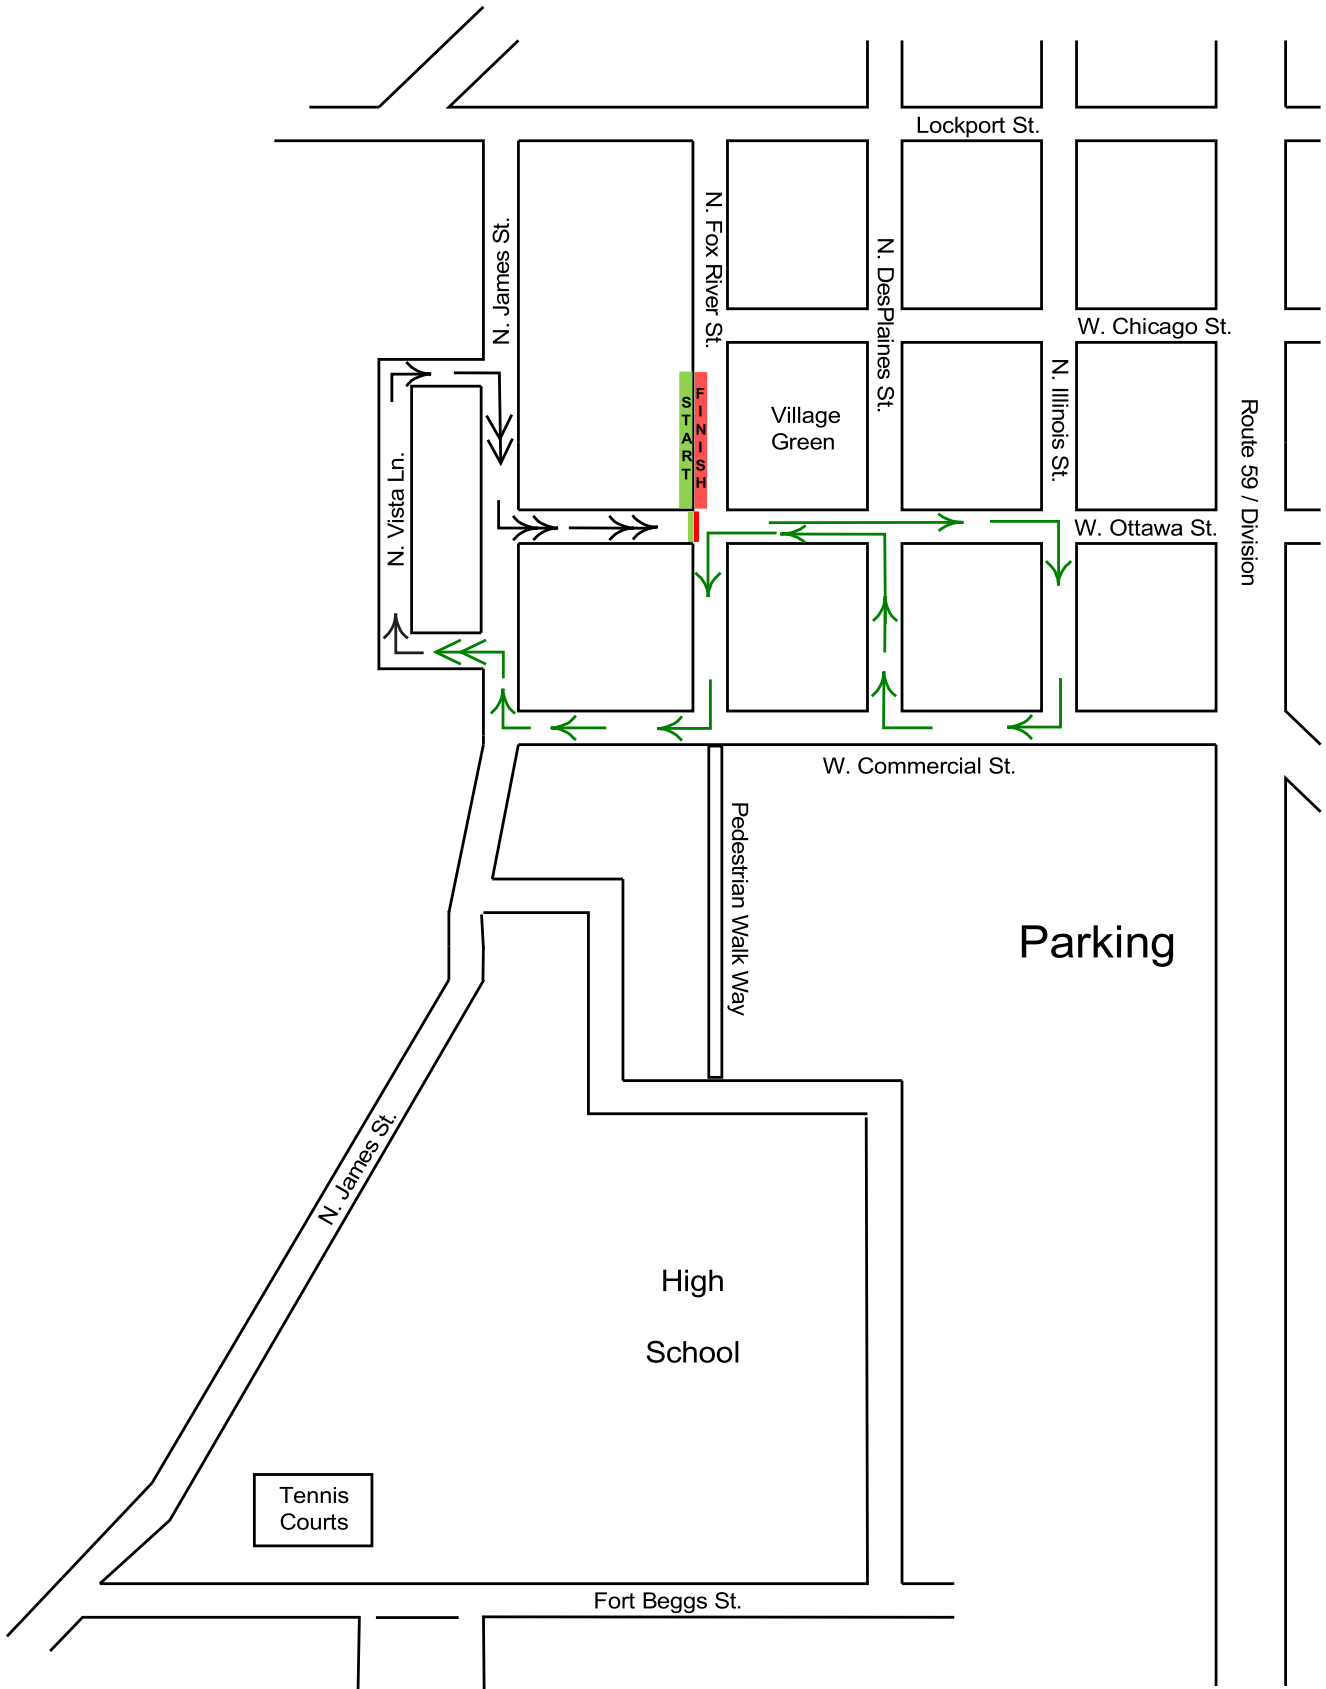 Lockport St.
N. James St.
N. Fox River St.
N. DesPlaines St.
W. Chicago St.
N. Illinois St.
START
FINISH
Village
Green
Route 59 / Division
N. Vista Ln.
W. Ottawa St.
W. Commercial St.
Pedestrian Walk Way
Parking
N. James St.
High
School
Tennis
Courts
Fort Beggs St.